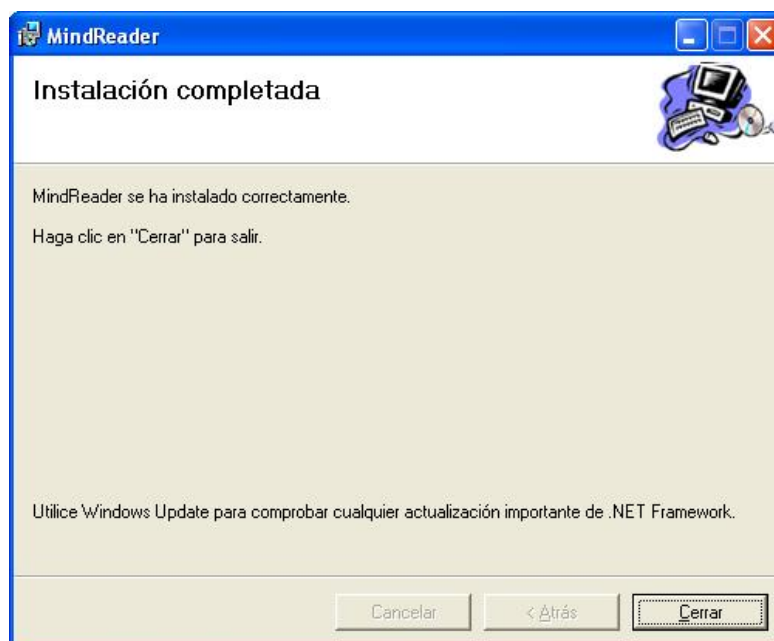 MindReader
Instalación completada
MindReader se ha instalado correctamente.
Haga clic en "Cerrar" para salir.
Utilice Windows Update para comprobar cualquier actualización importante de .NET Framework.
Cancelar
< Atrás
Cerrar